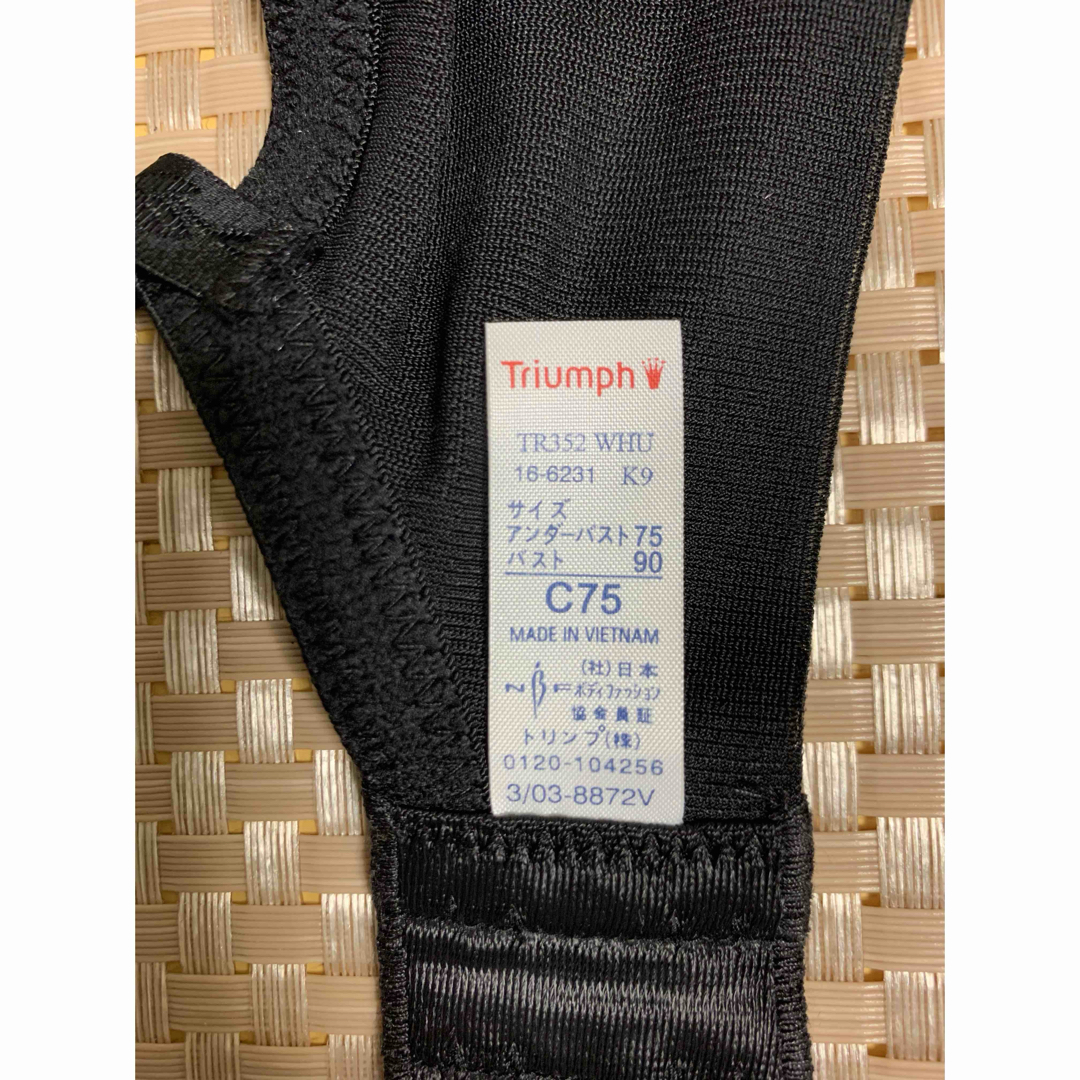 Triumph
TR352 WHU
16-6231 K9
サイズ
アンダーバスト75
バスト 90
C75
MADE IN VIETNAM
(社)日本
NBF ボディファッション
協会員証
トリンプ(株)
0120-104256
3/03-8872V